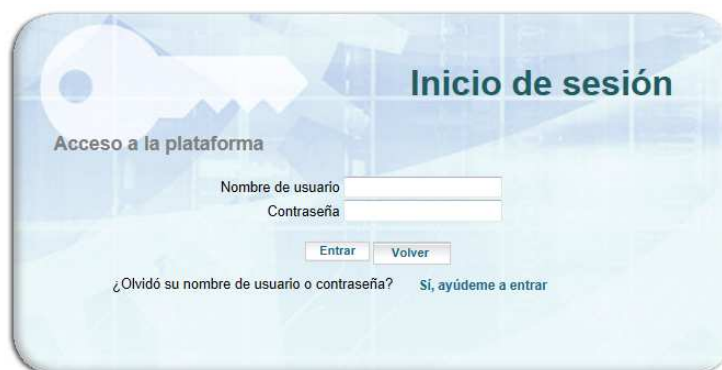 Inicio de sesión
Acceso a la plataforma
Nombre de usuario
Contraseña
Entrar Volver
¿Olvidó su nombre de usuario o contraseña? Sí, ayúdeme a entrar